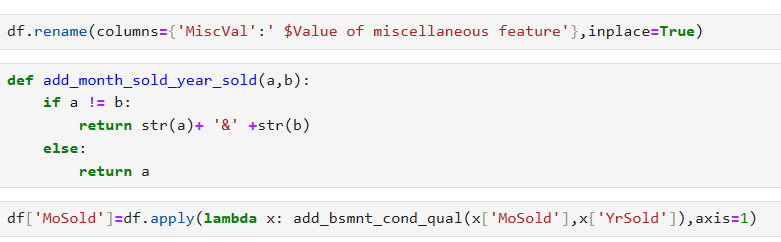 df.rename(columns={'MiscVal':' $Value of miscellaneous feature'},inplace=True)
def add_month_sold_year_sold(a,b):
    if a != b:
        return str(a)+ '&' +str(b)
    else:
        return a
df['MoSold']=df.apply(lambda x: add_bsmnt_cond_qual(x['MoSold'],x['YrSold']),axis=1)